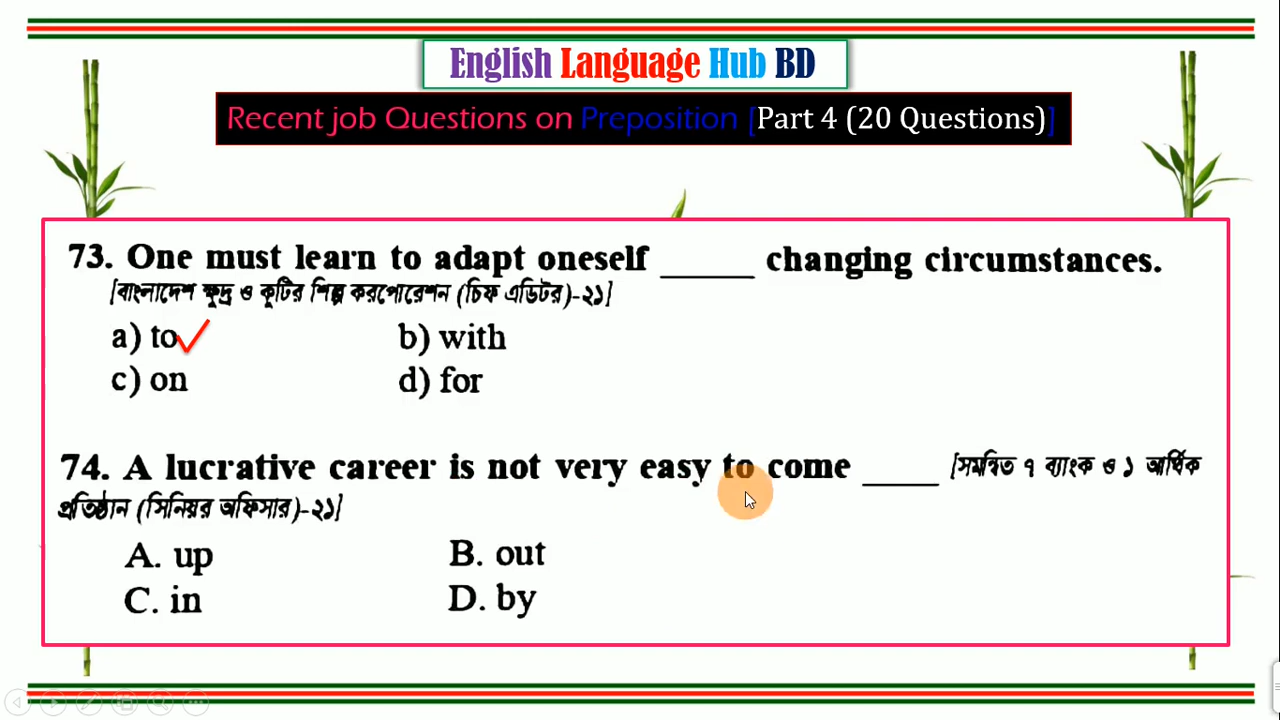 English Language Hub BD
Recent job Questions on Preposition [Part 4 (20 Questions)]
73. One must learn to adapt oneself ______ changing circumstances.
[বাংলাদেশ ক্ষুদ্র ও কুটির শিল্প করপোরেশন (চিফ এডিটর)-২১]
a) to b) with
c) on d) for
74. A lucrative career is not very easy to come _____ [সমন্বিত ৭ ব্যাংক ও ১ আর্থিক
প্রতিষ্ঠান (সিনিয়র অফিসার)-২১]
A. up B. out
C. in D. by